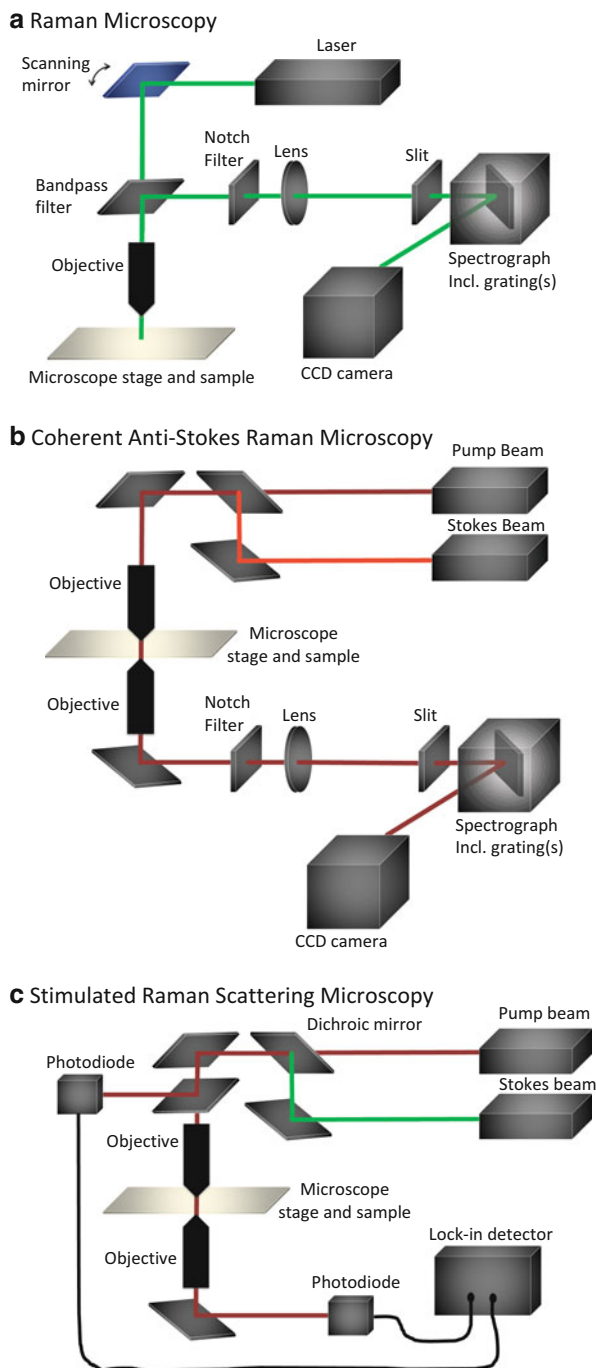 a Raman Microscopy
Laser
Scanning
mirror
Notch
Filter
Lens
Slit
Bandpass
filter
Objective
Spectrograph
Incl. grating(s)
Microscope stage and sample
CCD camera
b Coherent Anti-Stokes Raman Microscopy
Pump Beam
Stokes Beam
Objective
Microscope
stage and sample
Objective
Notch
Filter
Lens
Slit
Spectrograph
Incl. grating(s)
CCD camera
c Stimulated Raman Scattering Microscopy
Dichroic mirror
Pump beam
Photodiode
Stokes beam
Objective
Microscope
stage and sample
Lock-in detector
Objective
Photodiode